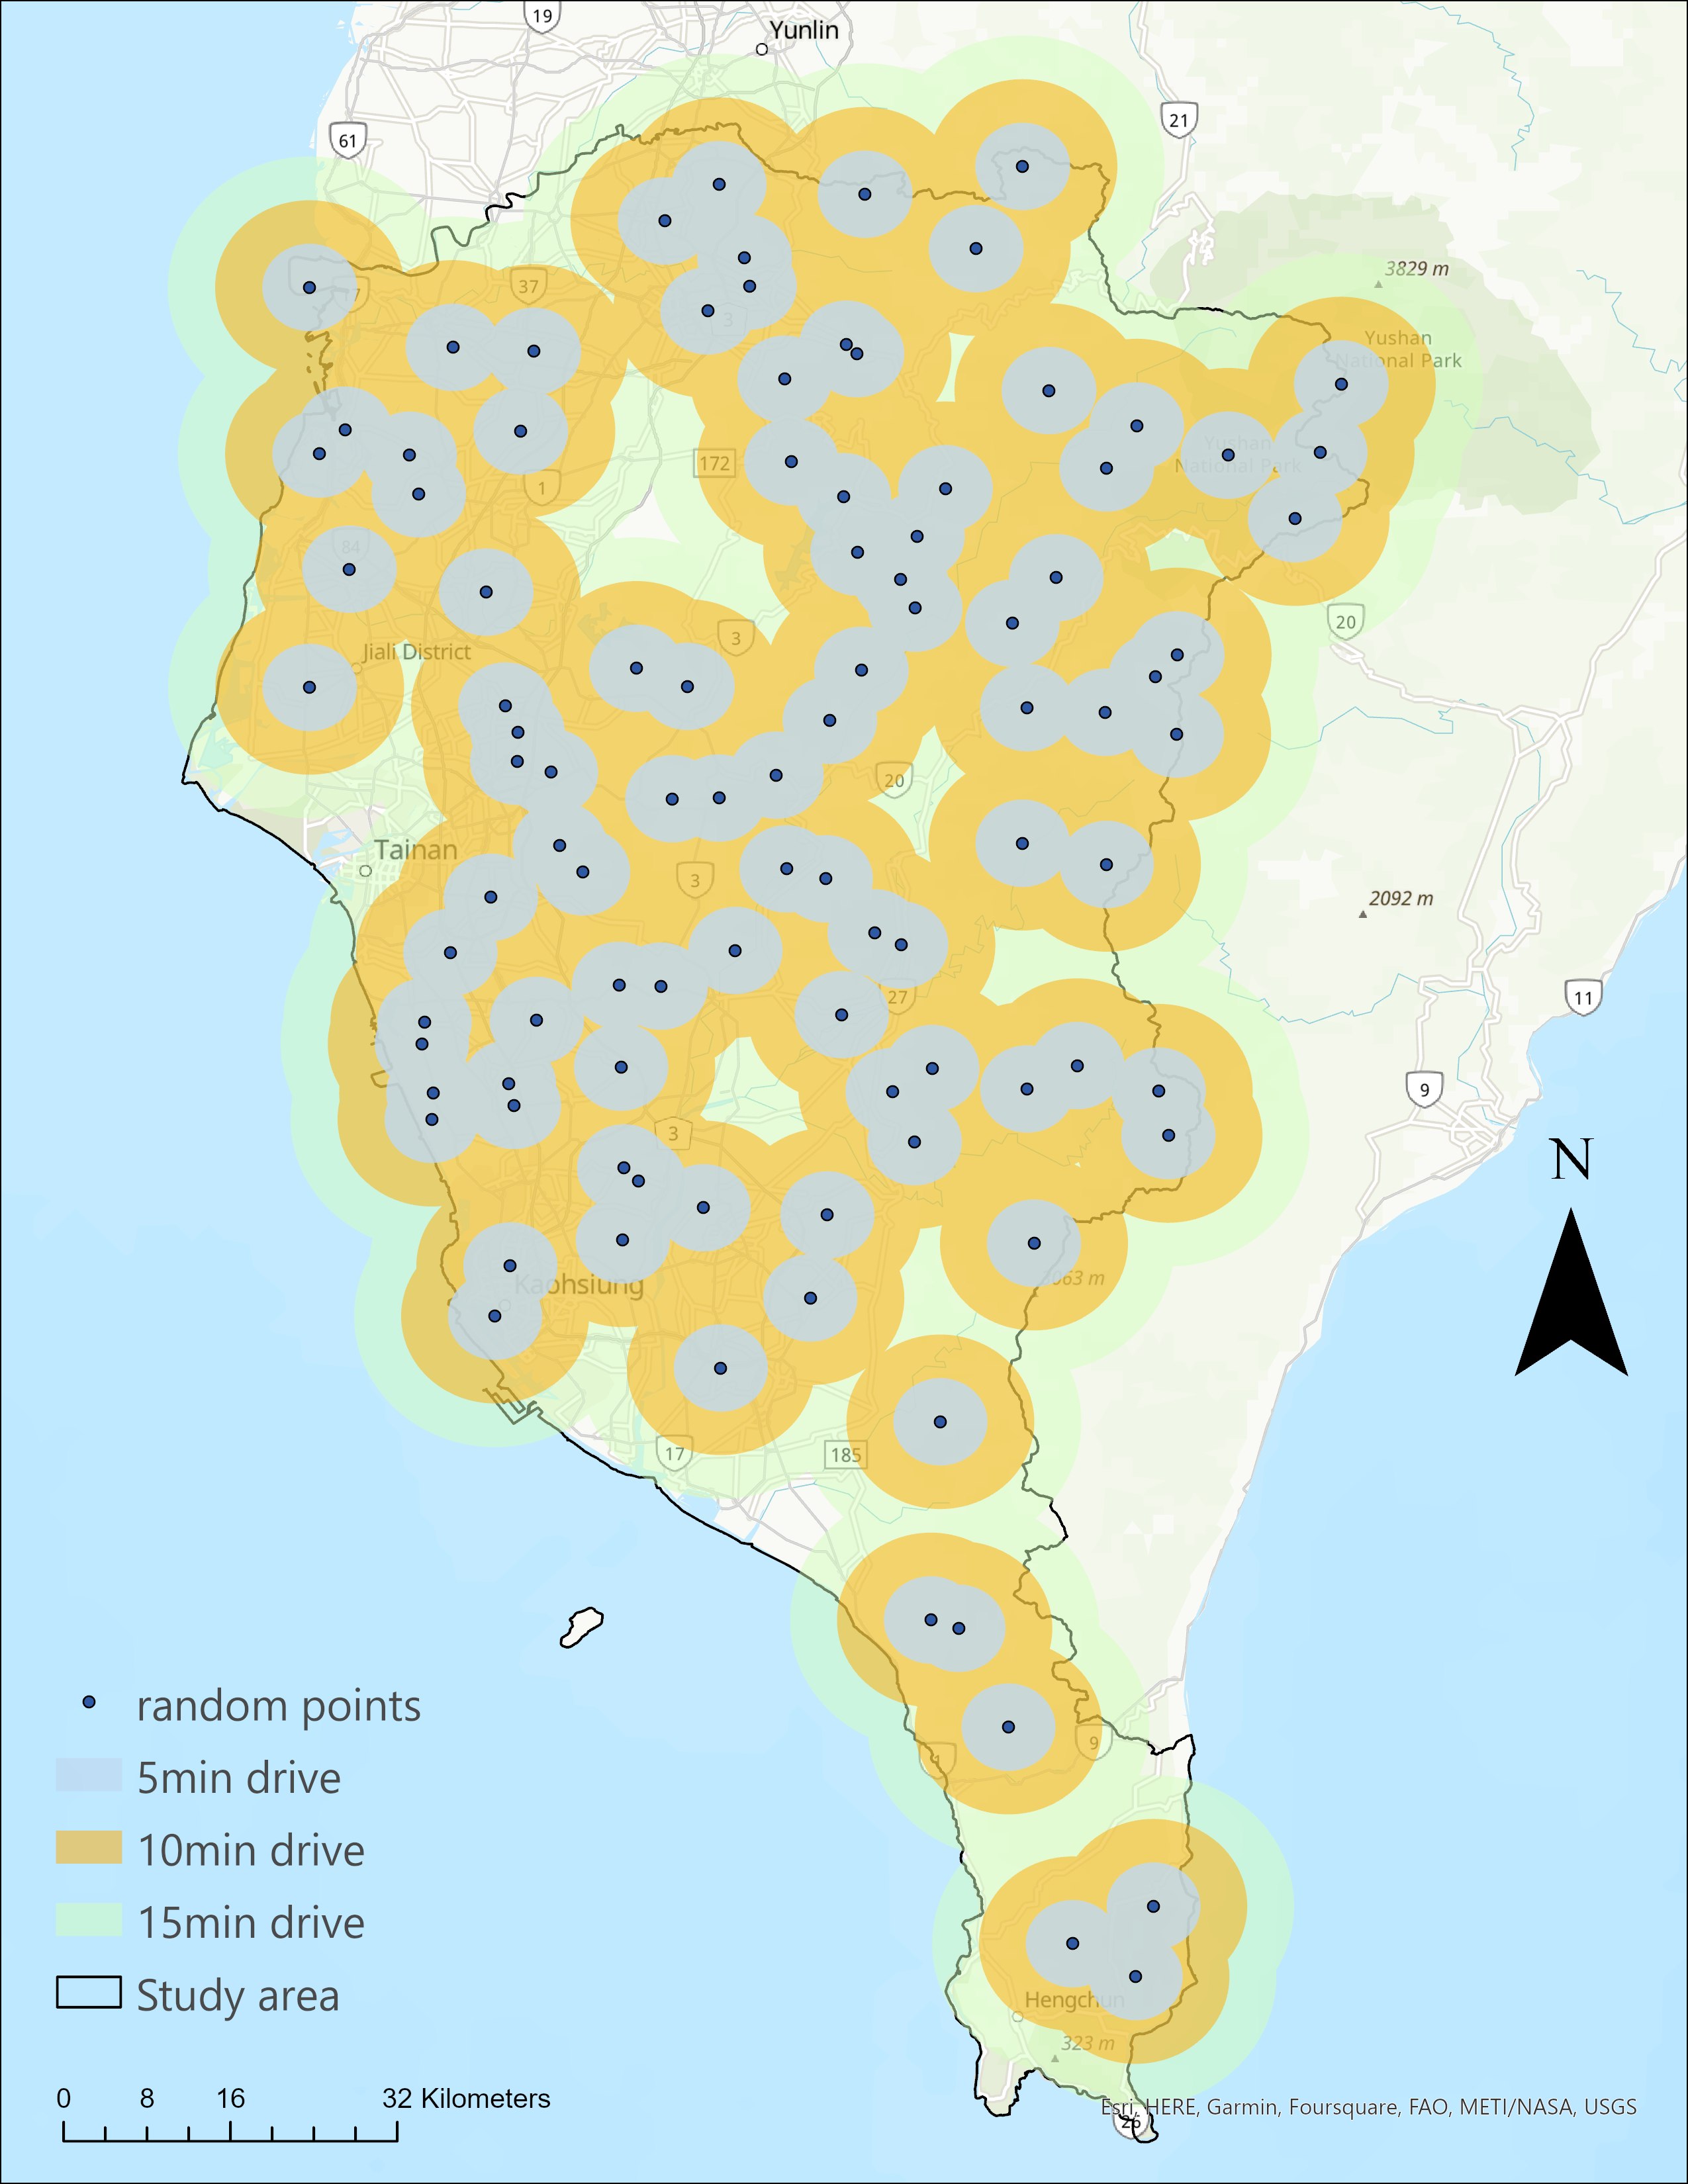 19
Yunlin
61
21
3829 m
7
37
Yushan
National Park
3
172
Yushan
National Park
1
84
20
3
Jiali District
20
Tainan
3
2092 m
27
11
9
3
N
Kaohsiung
3063 m
17
185
random points
5min drive
9
10min drive
15min drive
Study area
Hengchun
323 m
0 8 16 32 Kilometers
Esri, HERE, Garmin, Foursquare, FAO, METI/NASA, USGS
26